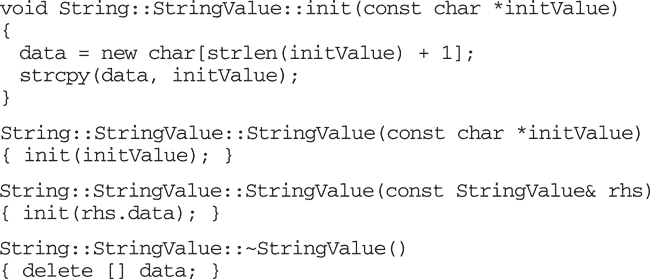 void String::StringValue::init(const char *initValue)
{
  data = new char[strlen(initValue) + 1];
  strcpy(data, initValue);
}
String::StringValue::StringValue(const char *initValue)
{ init(initValue); }
String::StringValue::StringValue(const StringValue& rhs)
{ init(rhs.data); }
String::StringValue::~StringValue()
{ delete [] data; }